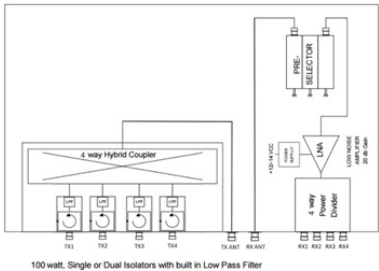 PRE-
SELECTOR
4 way Hybrid Coupler
+12-14 VCC
POWER
SUPPLY
LNA
LOW NOISE
AMPLIFIER
20 db Gain
LPF
LPF
LPF
LPF
4 way
Power
Divider
TX1
TX2
TX3
TX4
TX ANT
RX ANT
RX1
RX2
RX3
RX4
100 watt, Single or Dual Isolators with built in Low Pass Filter